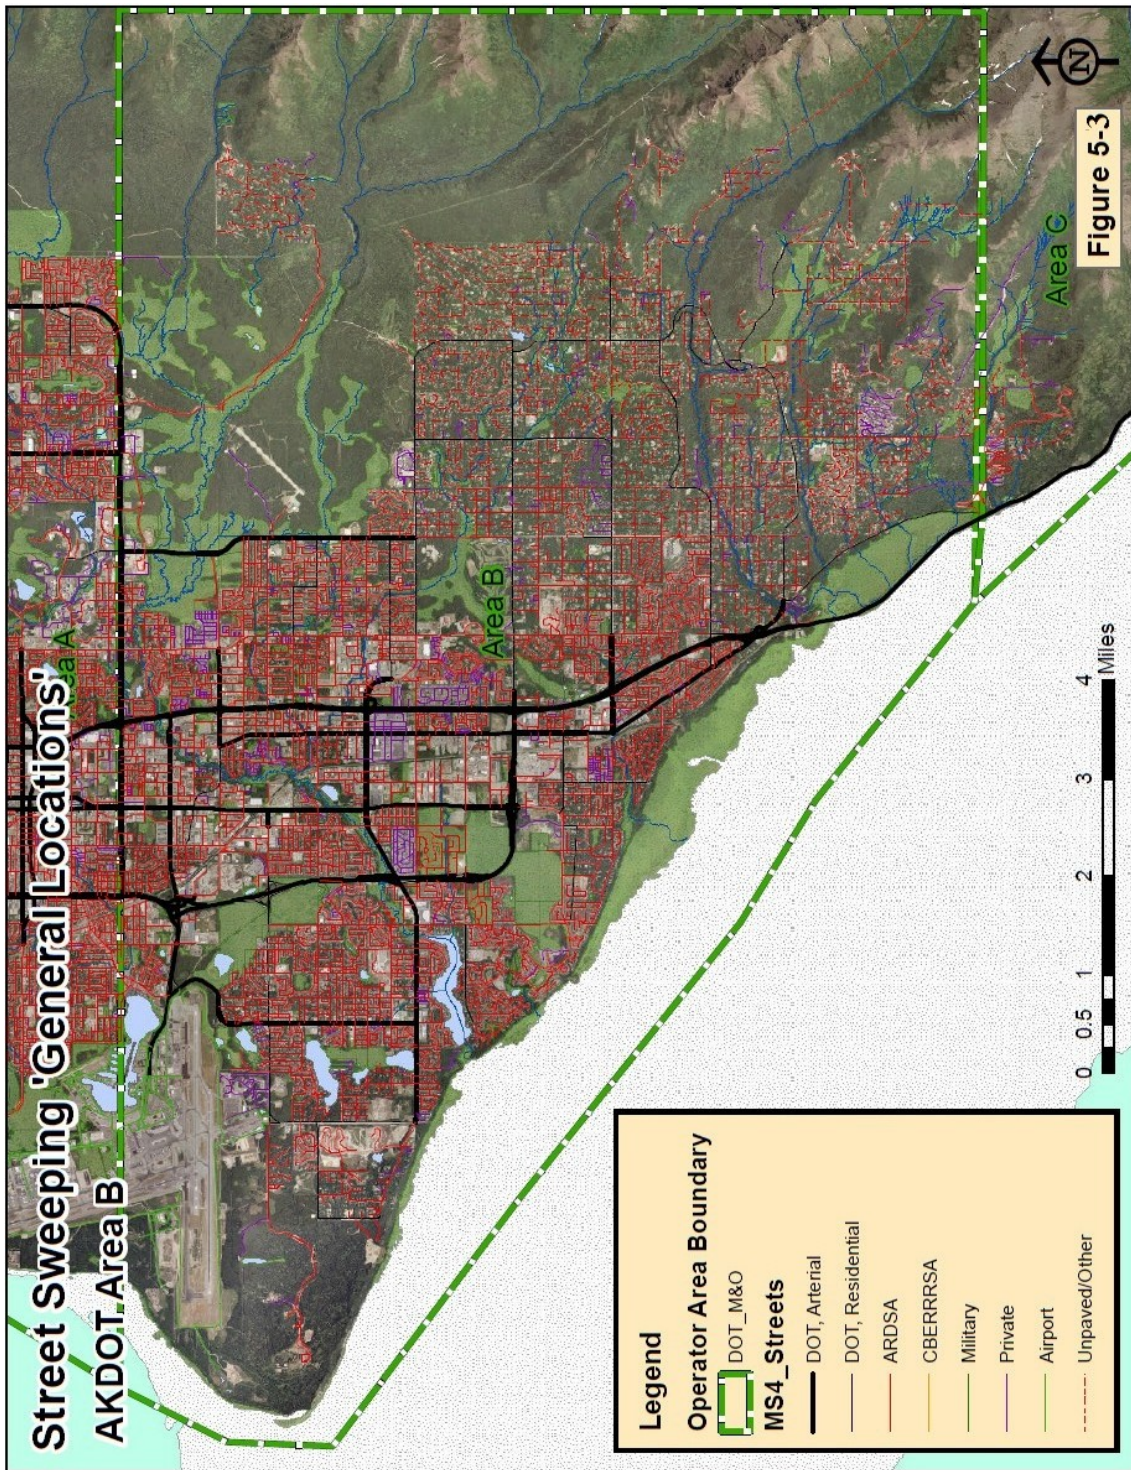 Street Sweeping 'General Locations'
AKDOT Area B
Area A
Area B
Area C
N
Figure 5-3
Legend
Operator Area Boundary
DOT_M&O
MS4_Streets
DOT, Arterial
DOT, Residential
ARDSA
CBERRRSA
Military
Private
Airport
Unpaved/Other
0 0.5 1 2 3 4
Miles